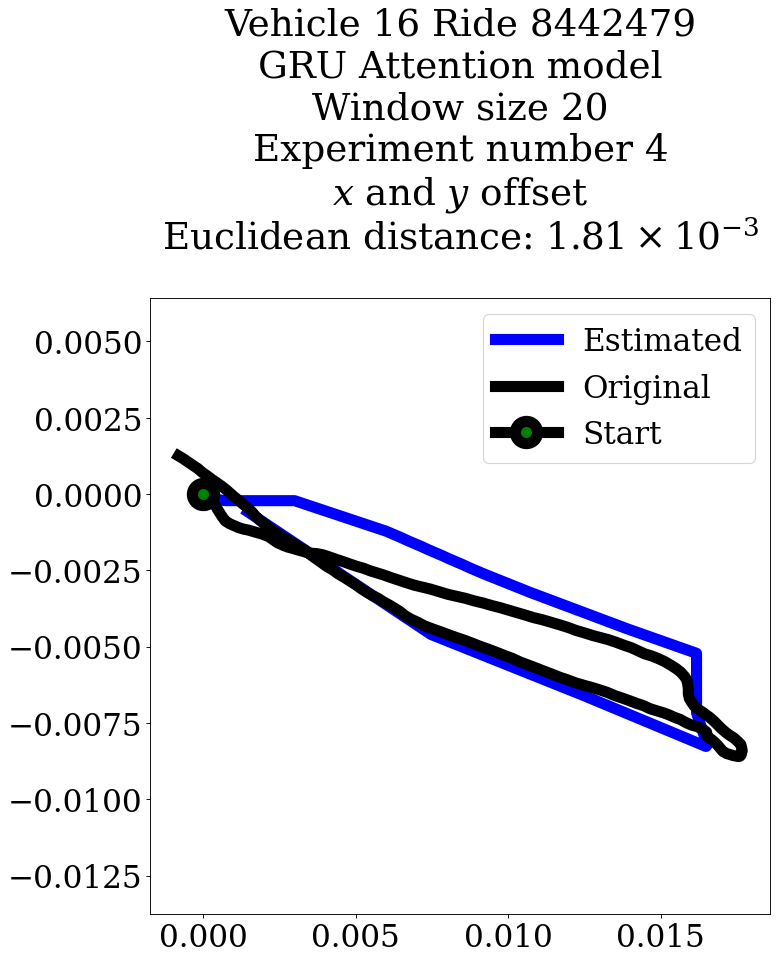 Vehicle 16 Ride 8442479
GRU Attention model
Window size 20
Experiment number 4
x and y offset
Euclidean distance: 1.81 × 10⁻³
Estimated
Original
Start
0.0050
0.0025
0.0000
−0.0025
−0.0050
−0.0075
−0.0100
−0.0125
0.000 0.005 0.010 0.015